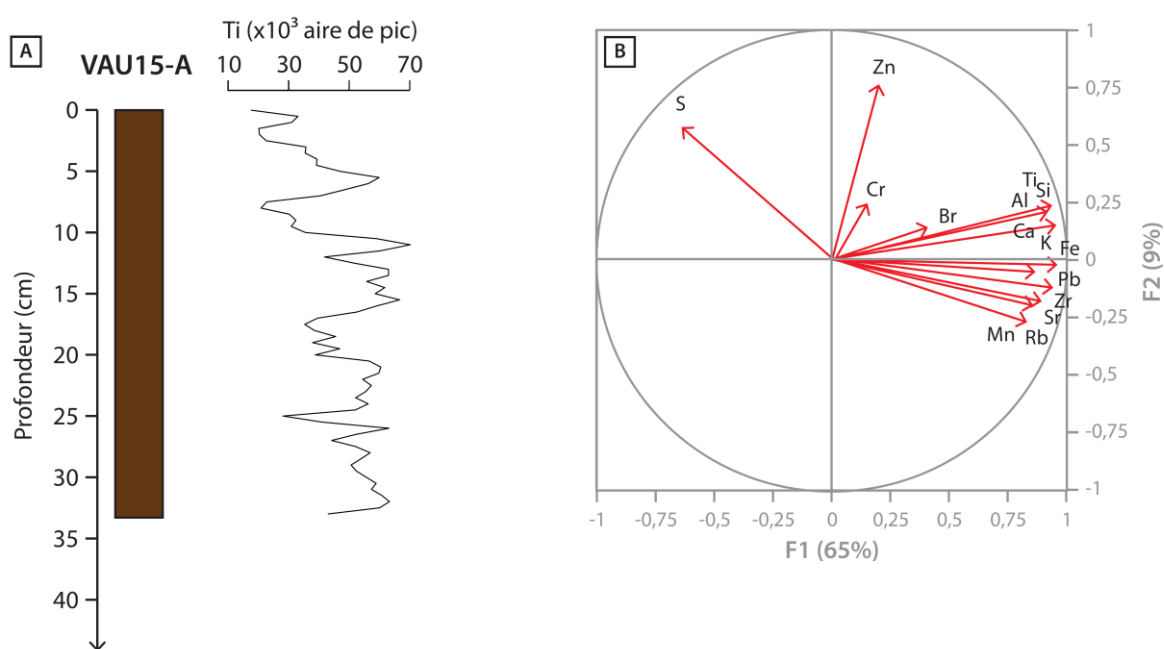 A
VAU15-A
Ti (x10³ aire de pic)
10 30 50 70
Profondeur (cm)
0
5
10
15
20
25
30
35
40
B
S
Zn
Cr
Br
Ti
Si
Al
Ca
K
Fe
Pb
Zr
Sr
Mn
Rb
1
0,75
0,5
0,25
0
-0,25
-0,5
-0,75
-1
F2 (9%)
-1 -0,75 -0,5 -0,25 0 0,25 0,5 0,75 1
F1 (65%)